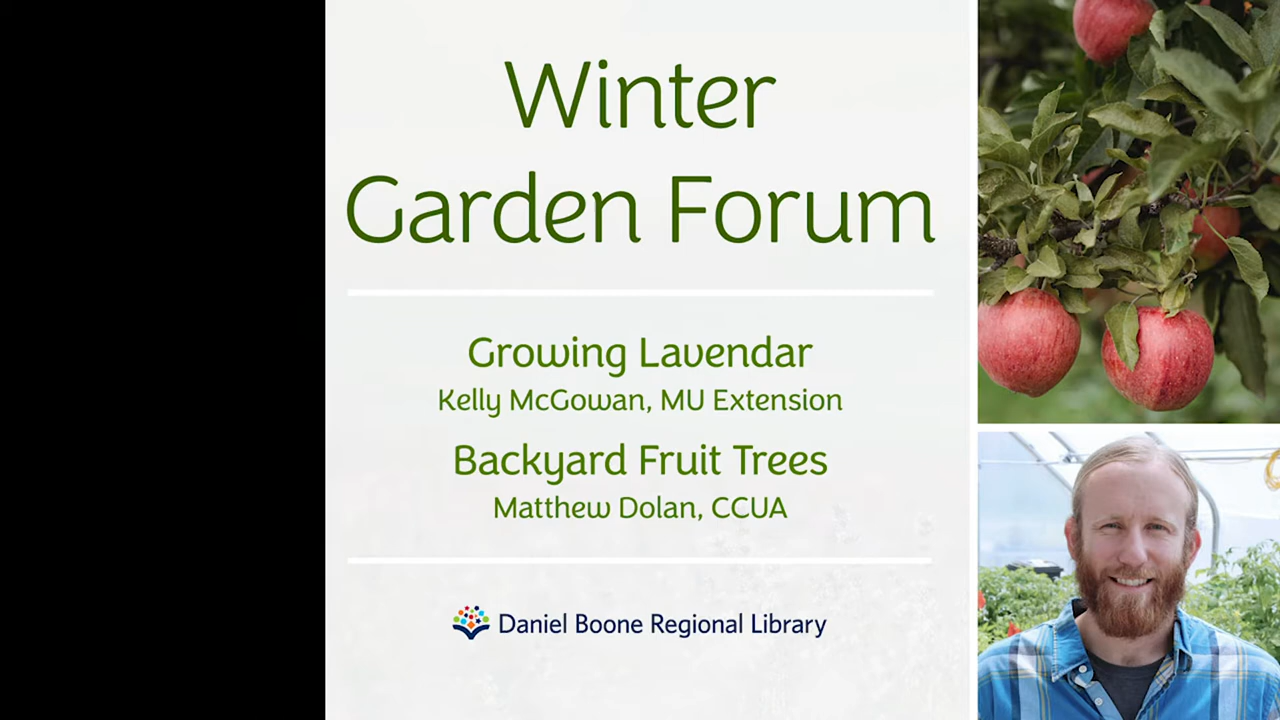 Winter
Garden Forum
Growing Lavendar
Kelly McGowan, MU Extension
Backyard Fruit Trees
Matthew Dolan, CCUA
Daniel Boone Regional Library